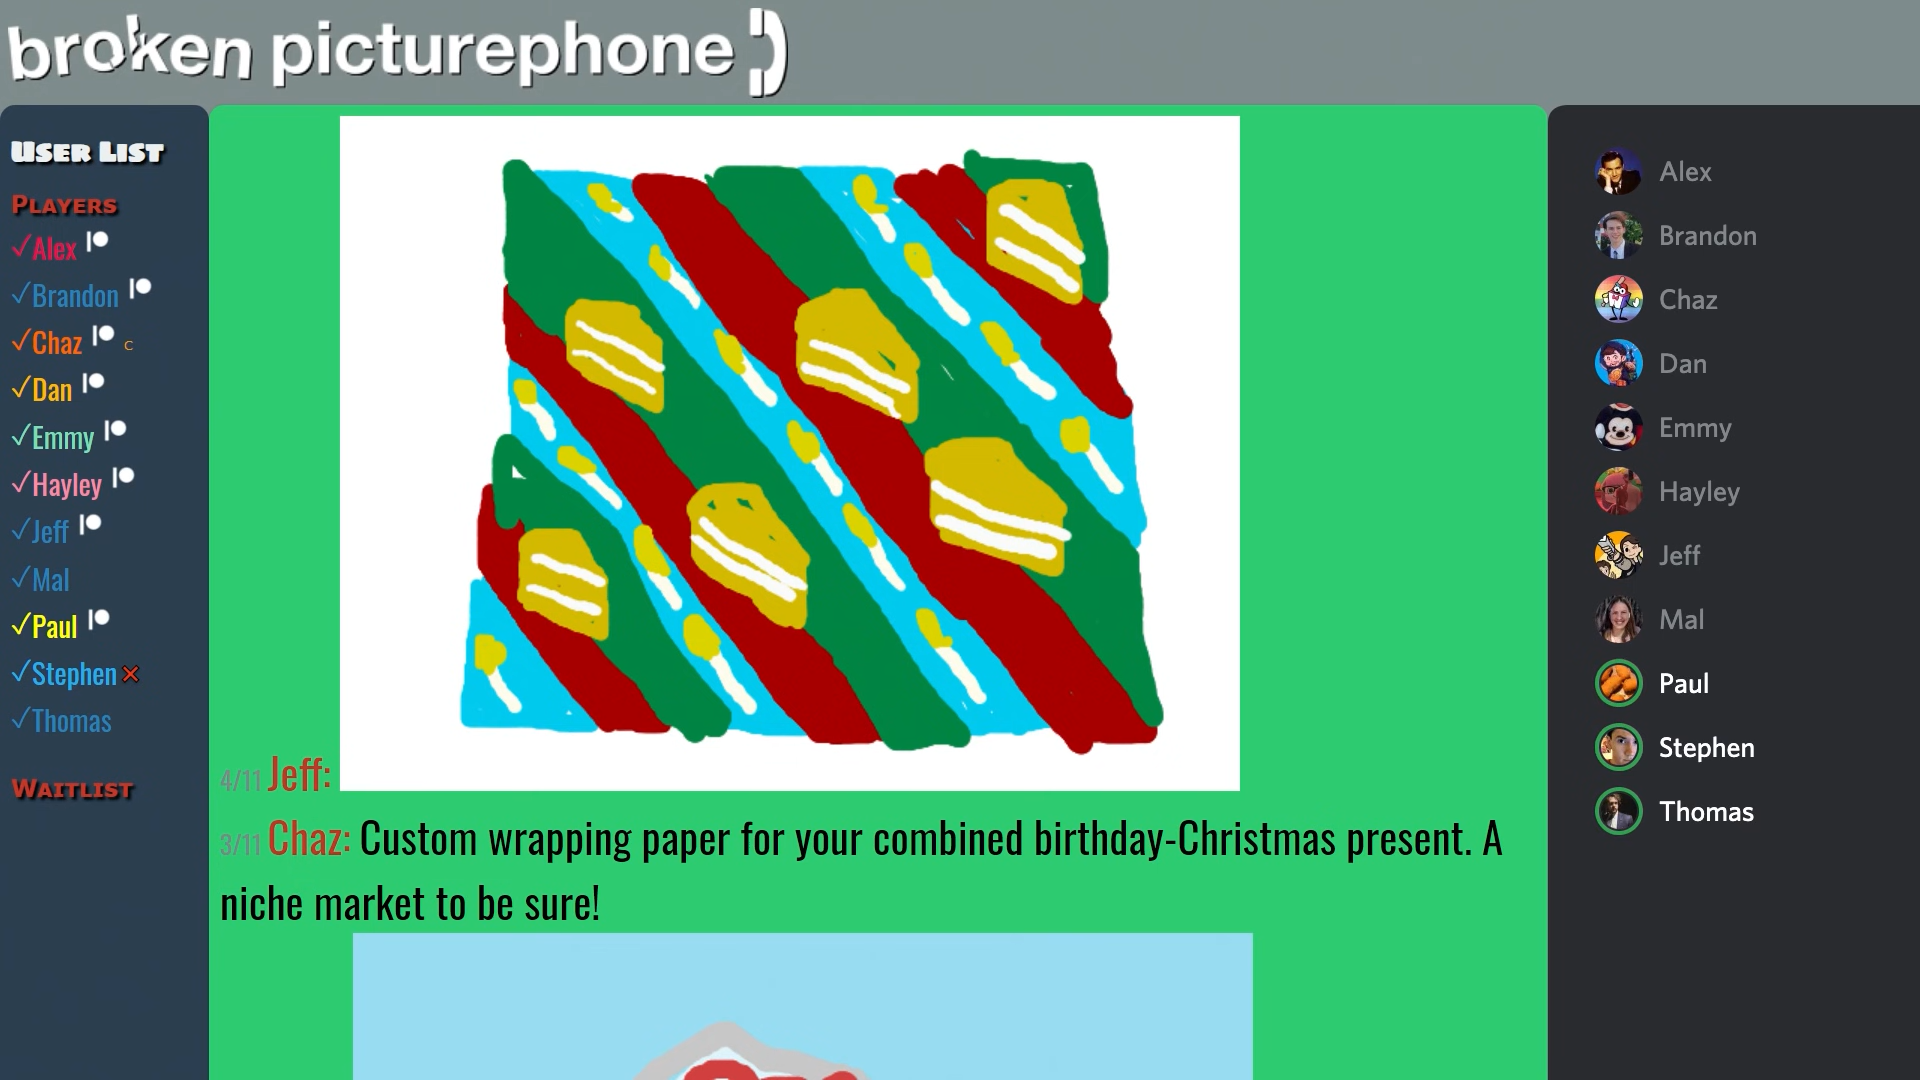 broken picturephone
User List
Players
✓Alex
✓Brandon
✓Chaz c
✓Dan
✓Emmy
✓Hayley
✓Jeff
✓Mal
✓Paul
✓Stephen ✕
✓Thomas
Waitlist
4/11 Jeff:
3/11 Chaz: Custom wrapping paper for your combined birthday-Christmas present. A
niche market to be sure!
Alex
Brandon
Chaz
Dan
Emmy
Hayley
Jeff
Mal
Paul
Stephen
Thomas